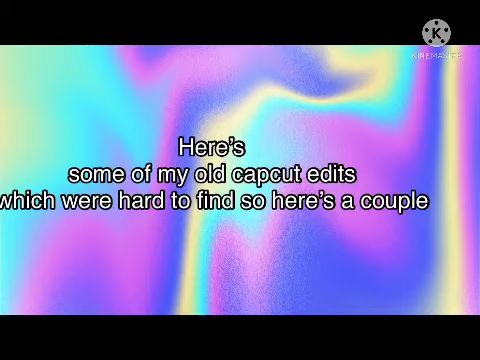 KINEMASTER
Here's
some of my old capcut edits
which were hard to find so here's a couple